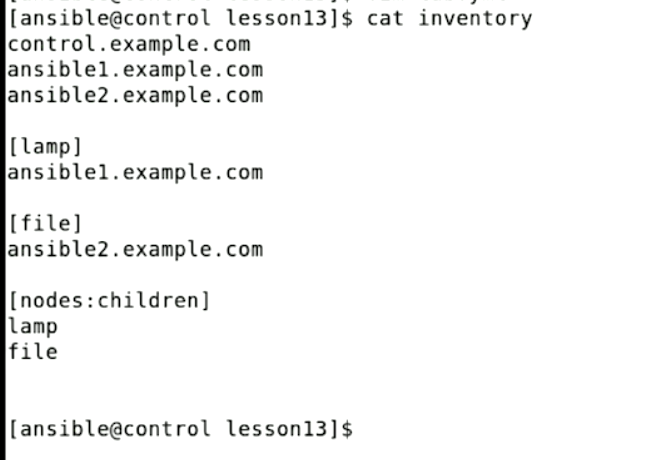 [ansible@control lesson13]$ cat inventory
control.example.com
ansible1.example.com
ansible2.example.com
[lamp]
ansible1.example.com
[file]
ansible2.example.com
[nodes:children]
lamp
file
[ansible@control lesson13]$